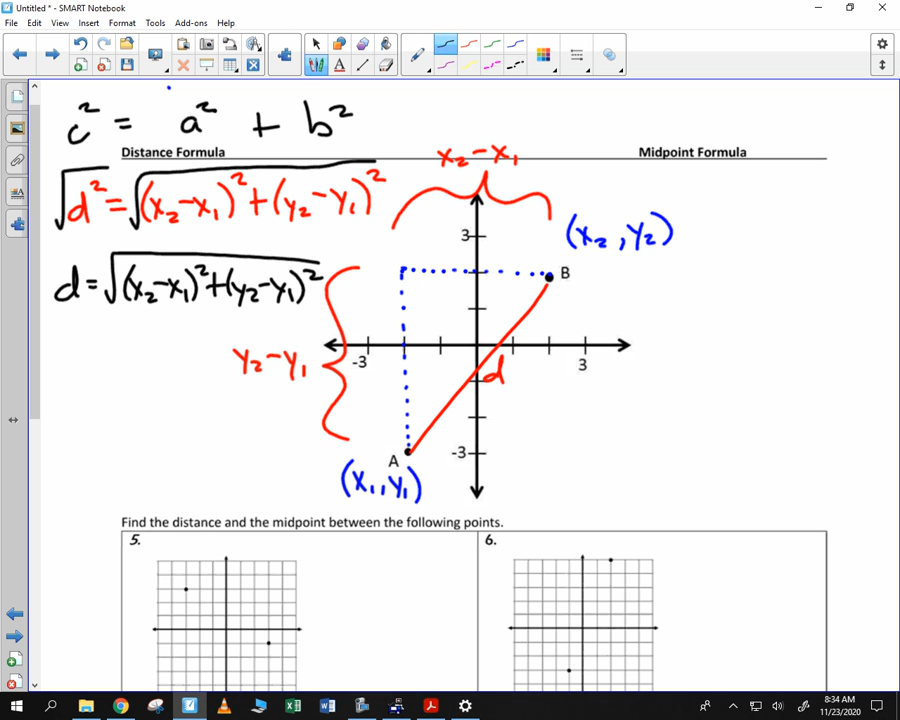 Untitled * - SMART Notebook
File Edit View Insert Format Tools Add-ons Help
c² = a² + b²
Distance Formula
Midpoint Formula
x₂-x₁
√d² = √(x₂-x₁)²+(y₂-y₁)²
3
(x₂, y₂)
B
d=√(x₂-x₁)²+(y₂-y₁)²
y₂-y₁
-3
3
d
A
-3
(x₁, y₁)
Find the distance and the midpoint between the following points.
5.
6.
8:34 AM
11/23/2020